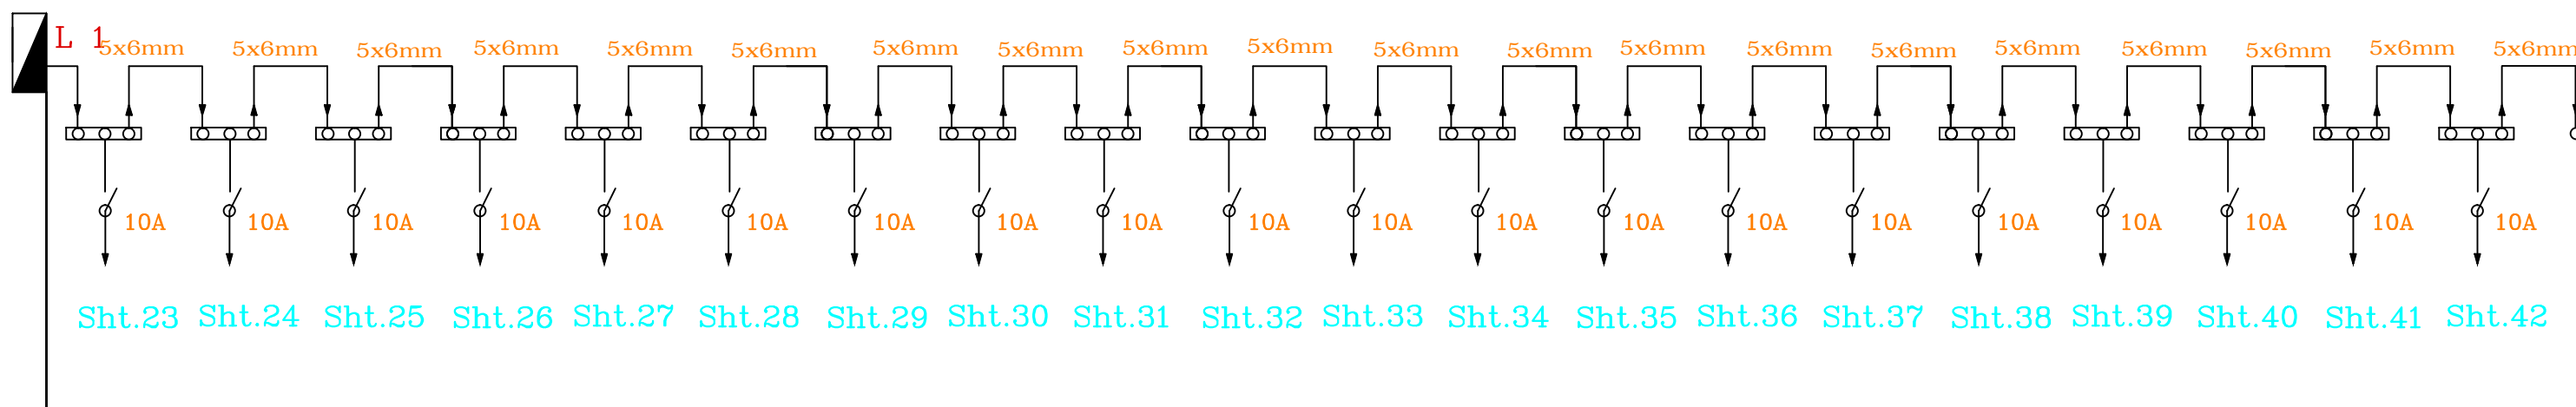 L 1
5x6mm 5x6mm 5x6mm 5x6mm 5x6mm 5x6mm 5x6mm 5x6mm 5x6mm 5x6mm 5x6mm 5x6mm 5x6mm 5x6mm 5x6mm 5x6mm 5x6mm 5x6mm 5x6mm 5x6mm
10A 10A 10A 10A 10A 10A 10A 10A 10A 10A 10A 10A 10A 10A 10A 10A 10A 10A 10A 10A
Sht.23 Sht.24 Sht.25 Sht.26 Sht.27 Sht.28 Sht.29 Sht.30 Sht.31 Sht.32 Sht.33 Sht.34 Sht.35 Sht.36 Sht.37 Sht.38 Sht.39 Sht.40 Sht.41 Sht.42